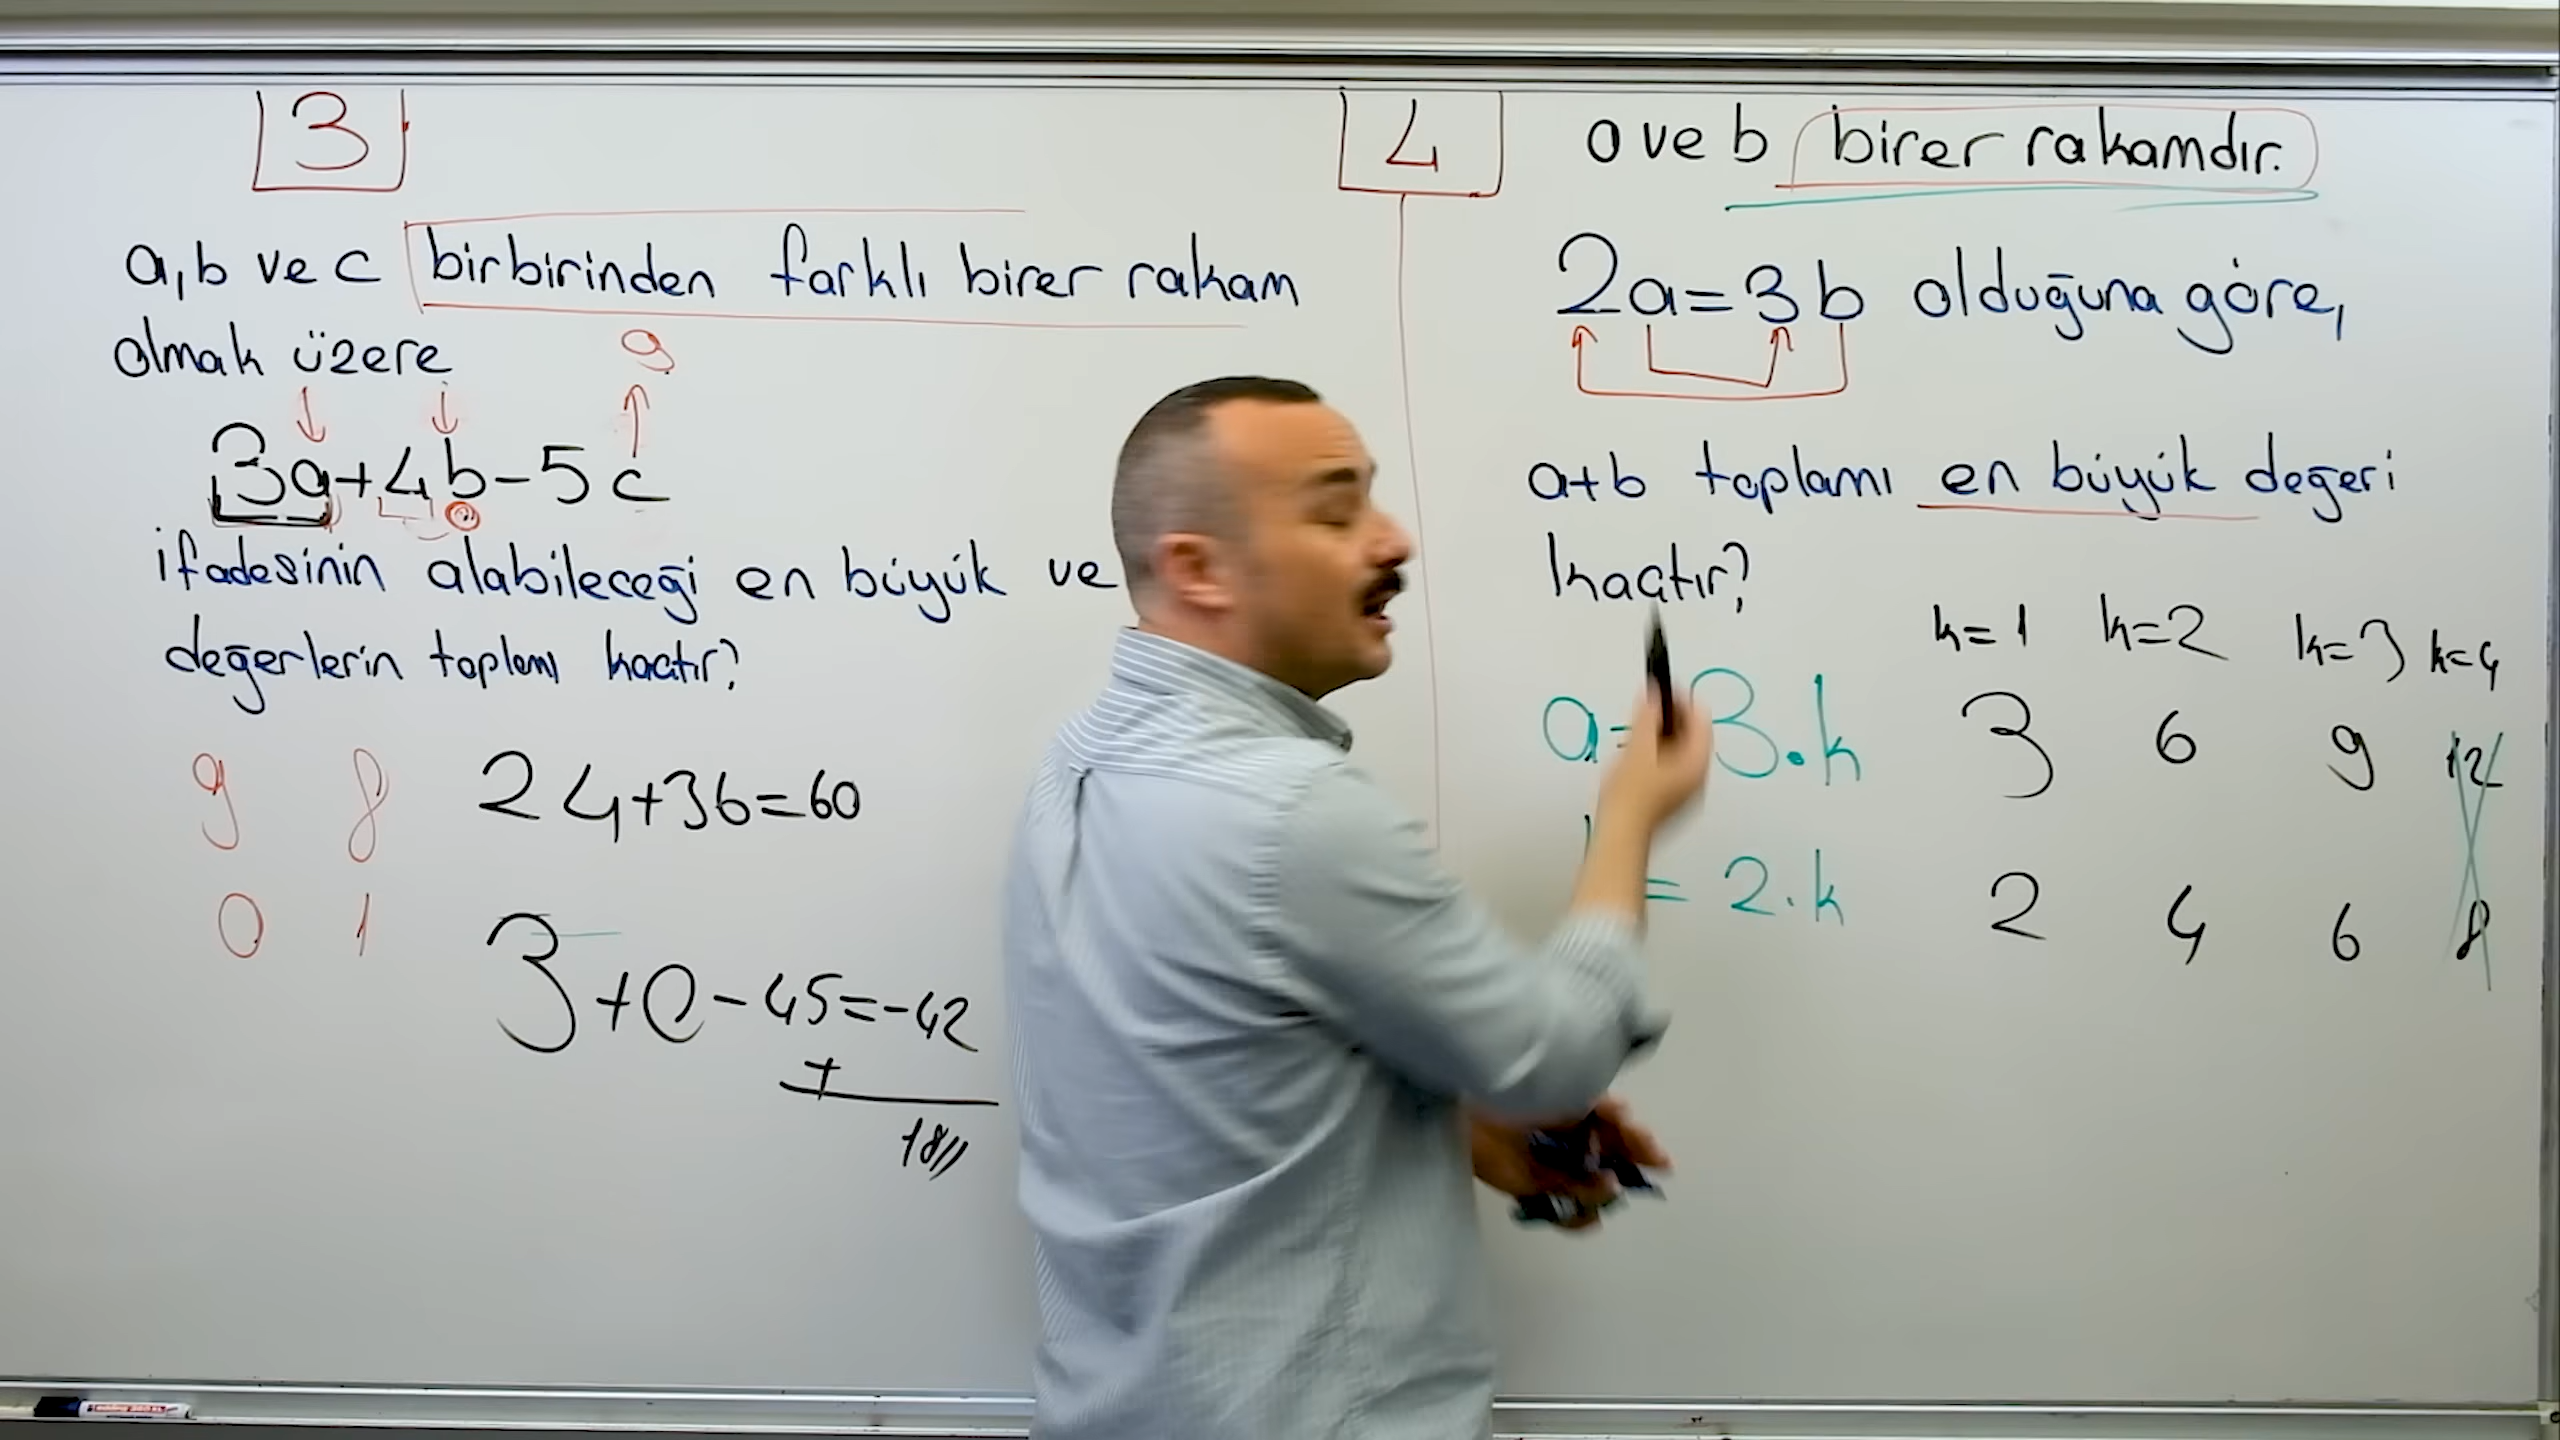 3
a, b ve c birbirinden farklı birer rakam
olmak üzere
9
3a+4b-5c
0
ifadesinin alabileceği en büyük ve
değerlerin toplamı kaçtır?
9 8 24+36=60
0 1 3+0-45=-42
+
18
4 a ve b birer rakamdır.
2a=3b olduğuna göre,
a+b toplamı en büyük değeri
kaçtır?
k=1 k=2 k=3 k=4
a= 3.k 3 6 9 12
= 2.k 2 4 6 8